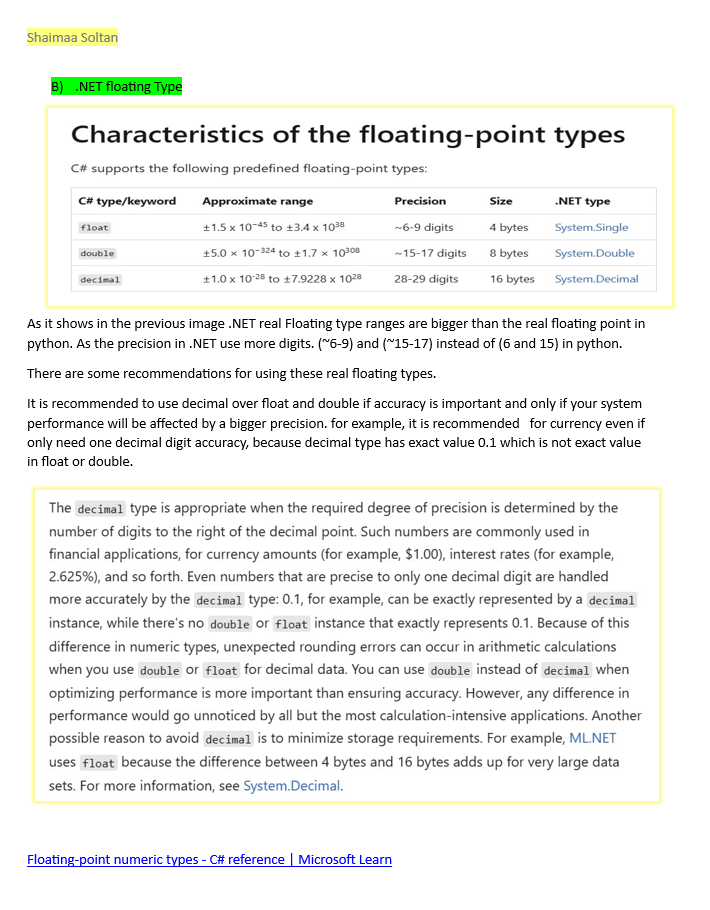 Shaimaa Soltan
B) .NET floating Type
Characteristics of the floating-point types
C# supports the following predefined floating-point types:
C# type/keyword Approximate range Precision Size .NET type
float ±1.5 x 10−45 to ±3.4 x 1038 ~6-9 digits 4 bytes System.Single
double ±5.0 × 10−324 to ±1.7 × 10308 ~15-17 digits 8 bytes System.Double
decimal ±1.0 x 10-28 to ±7.9228 x 1028 28-29 digits 16 bytes System.Decimal
As it shows in the previous image .NET real Floating type ranges are bigger than the real floating point in
python. As the precision in .NET use more digits. (~6-9) and (~15-17) instead of (6 and 15) in python.
There are some recommendations for using these real floating types.
It is recommended to use decimal over float and double if accuracy is important and only if your system
performance will be affected by a bigger precision. for example, it is recommended for currency even if
only need one decimal digit accuracy, because decimal type has exact value 0.1 which is not exact value
in float or double.
The decimal type is appropriate when the required degree of precision is determined by the
number of digits to the right of the decimal point. Such numbers are commonly used in
financial applications, for currency amounts (for example, $1.00), interest rates (for example,
2.625%), and so forth. Even numbers that are precise to only one decimal digit are handled
more accurately by the decimal type: 0.1, for example, can be exactly represented by a decimal
instance, while there's no double or float instance that exactly represents 0.1. Because of this
difference in numeric types, unexpected rounding errors can occur in arithmetic calculations
when you use double or float for decimal data. You can use double instead of decimal when
optimizing performance is more important than ensuring accuracy. However, any difference in
performance would go unnoticed by all but the most calculation-intensive applications. Another
possible reason to avoid decimal is to minimize storage requirements. For example, ML.NET
uses float because the difference between 4 bytes and 16 bytes adds up for very large data
sets. For more information, see System.Decimal.
Floating-point numeric types - C# reference | Microsoft Learn